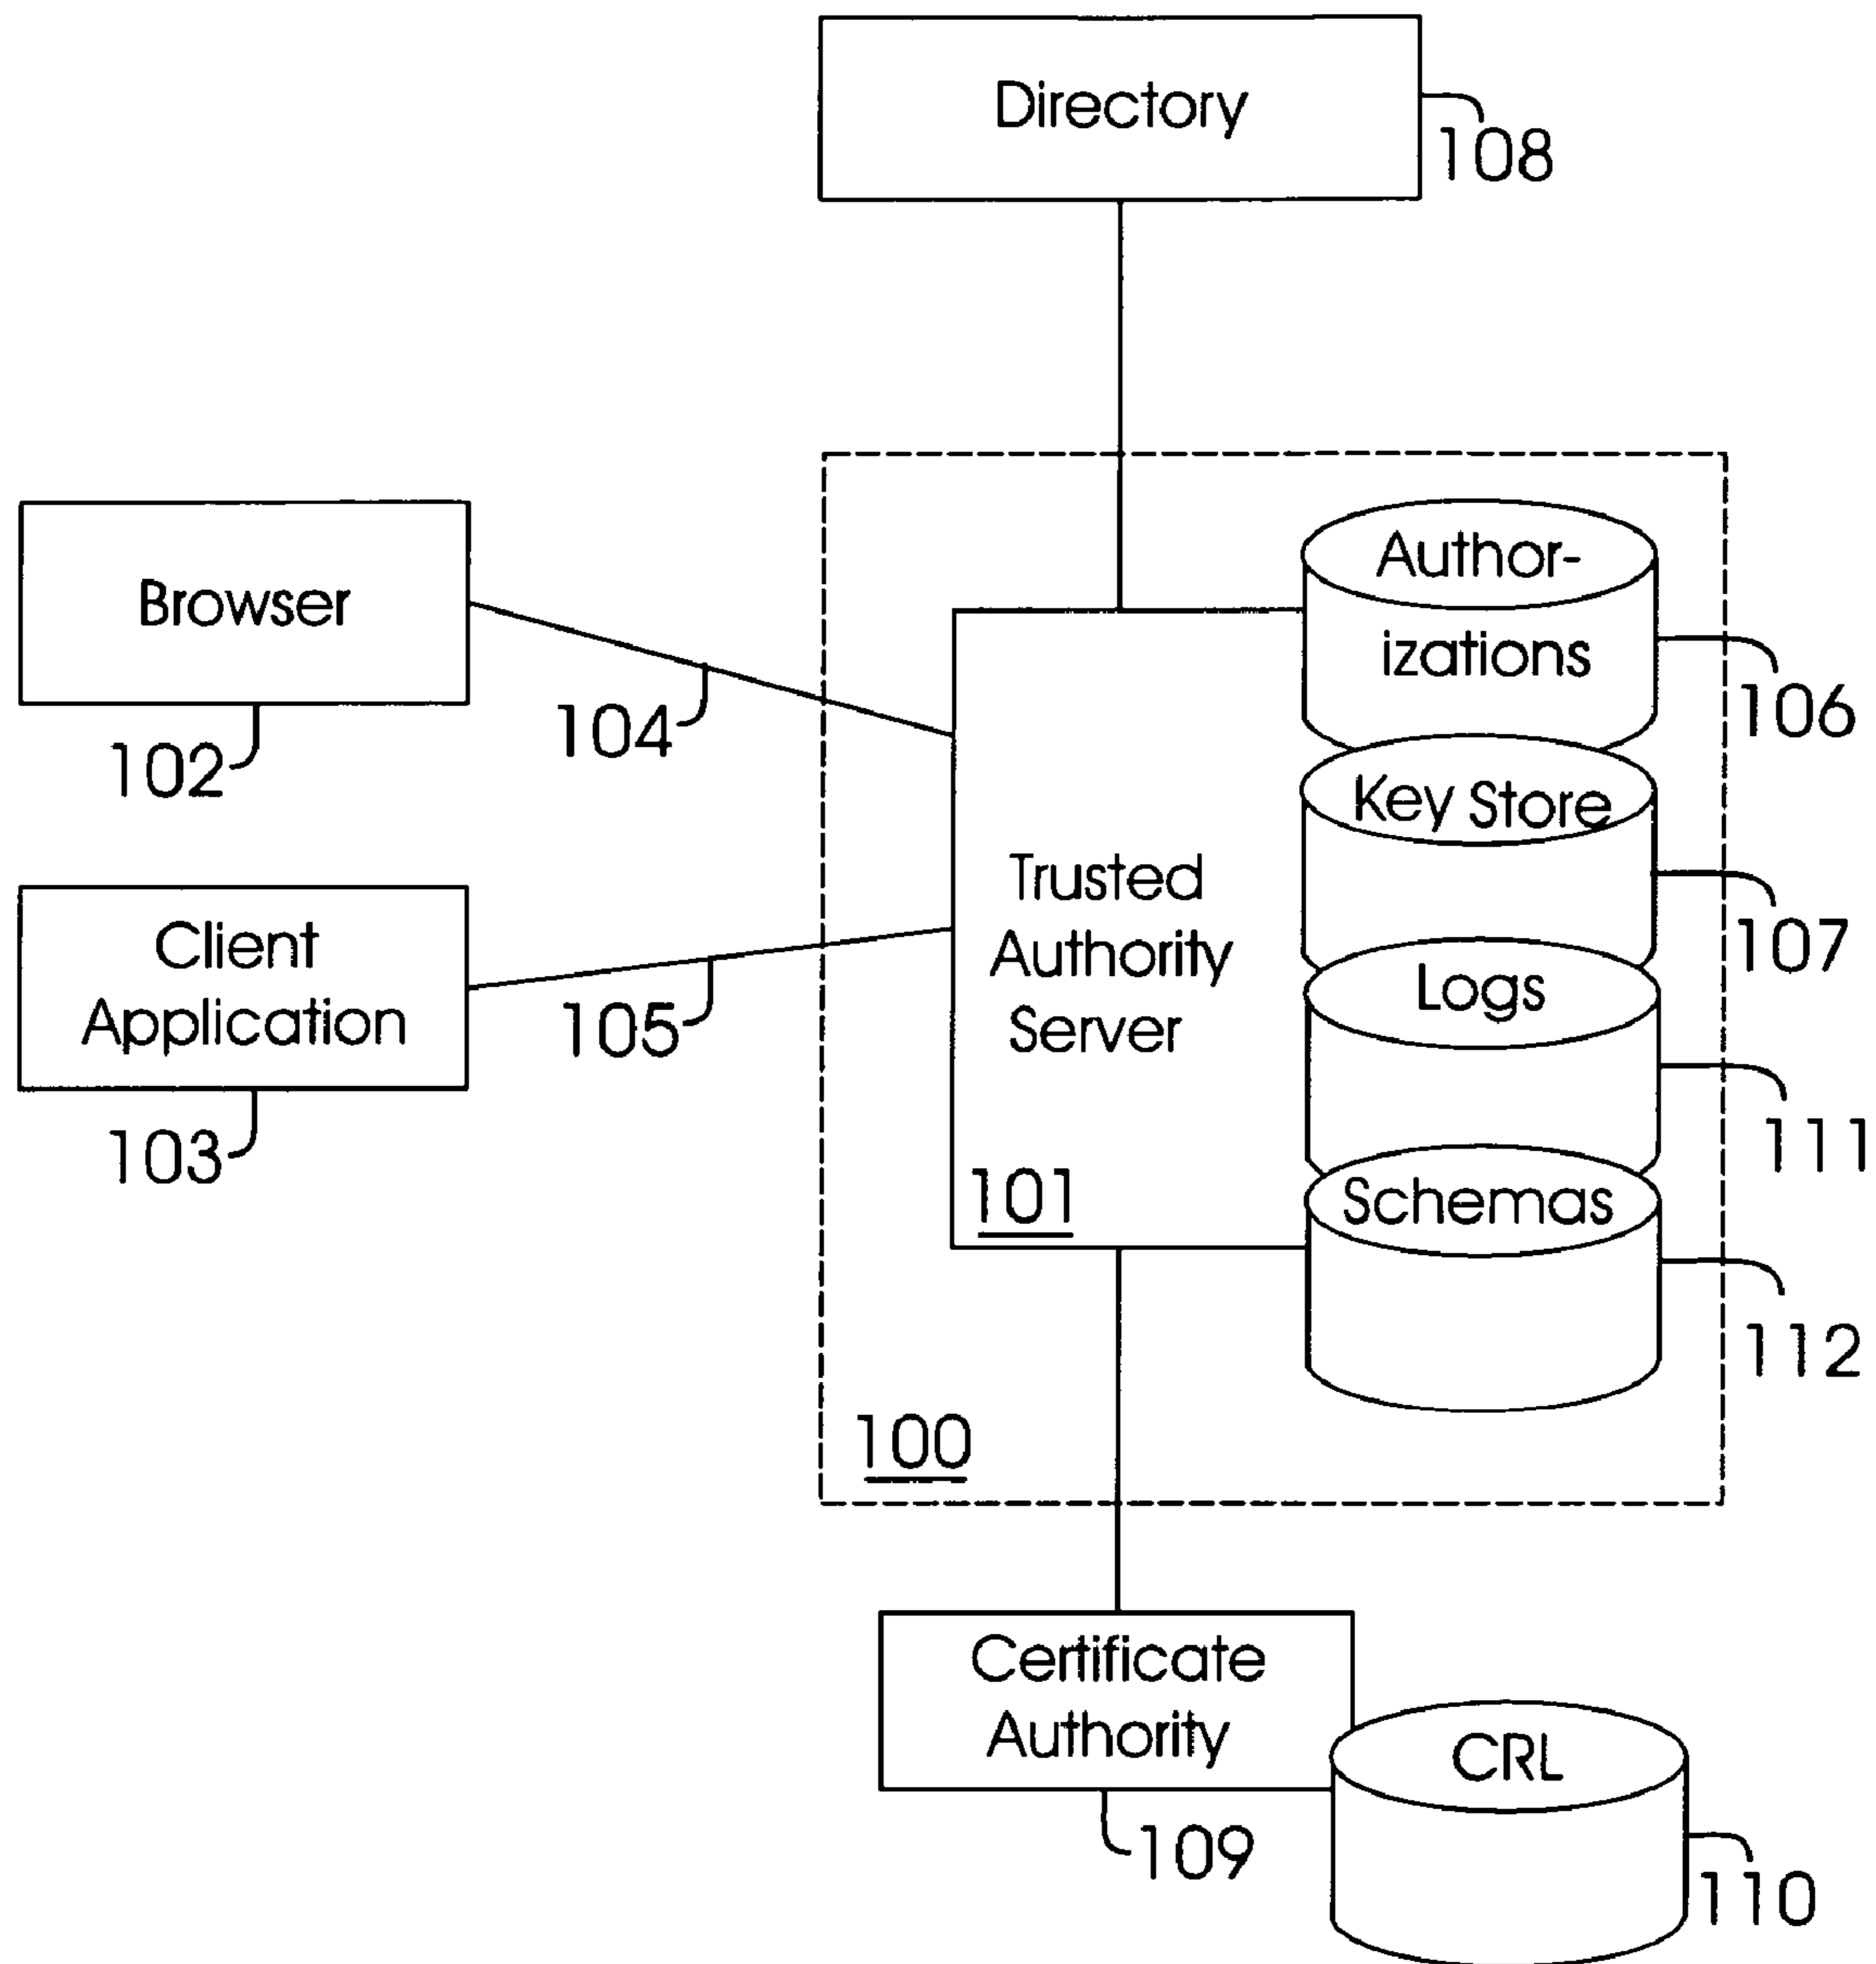 Directory
108
Browser
102
104
Author-
izations
106
Key Store
107
Client
Application
103
105
Trusted
Authority
Server
101
Logs
111
Schemas
112
100
Certificate
Authority
109
CRL
110